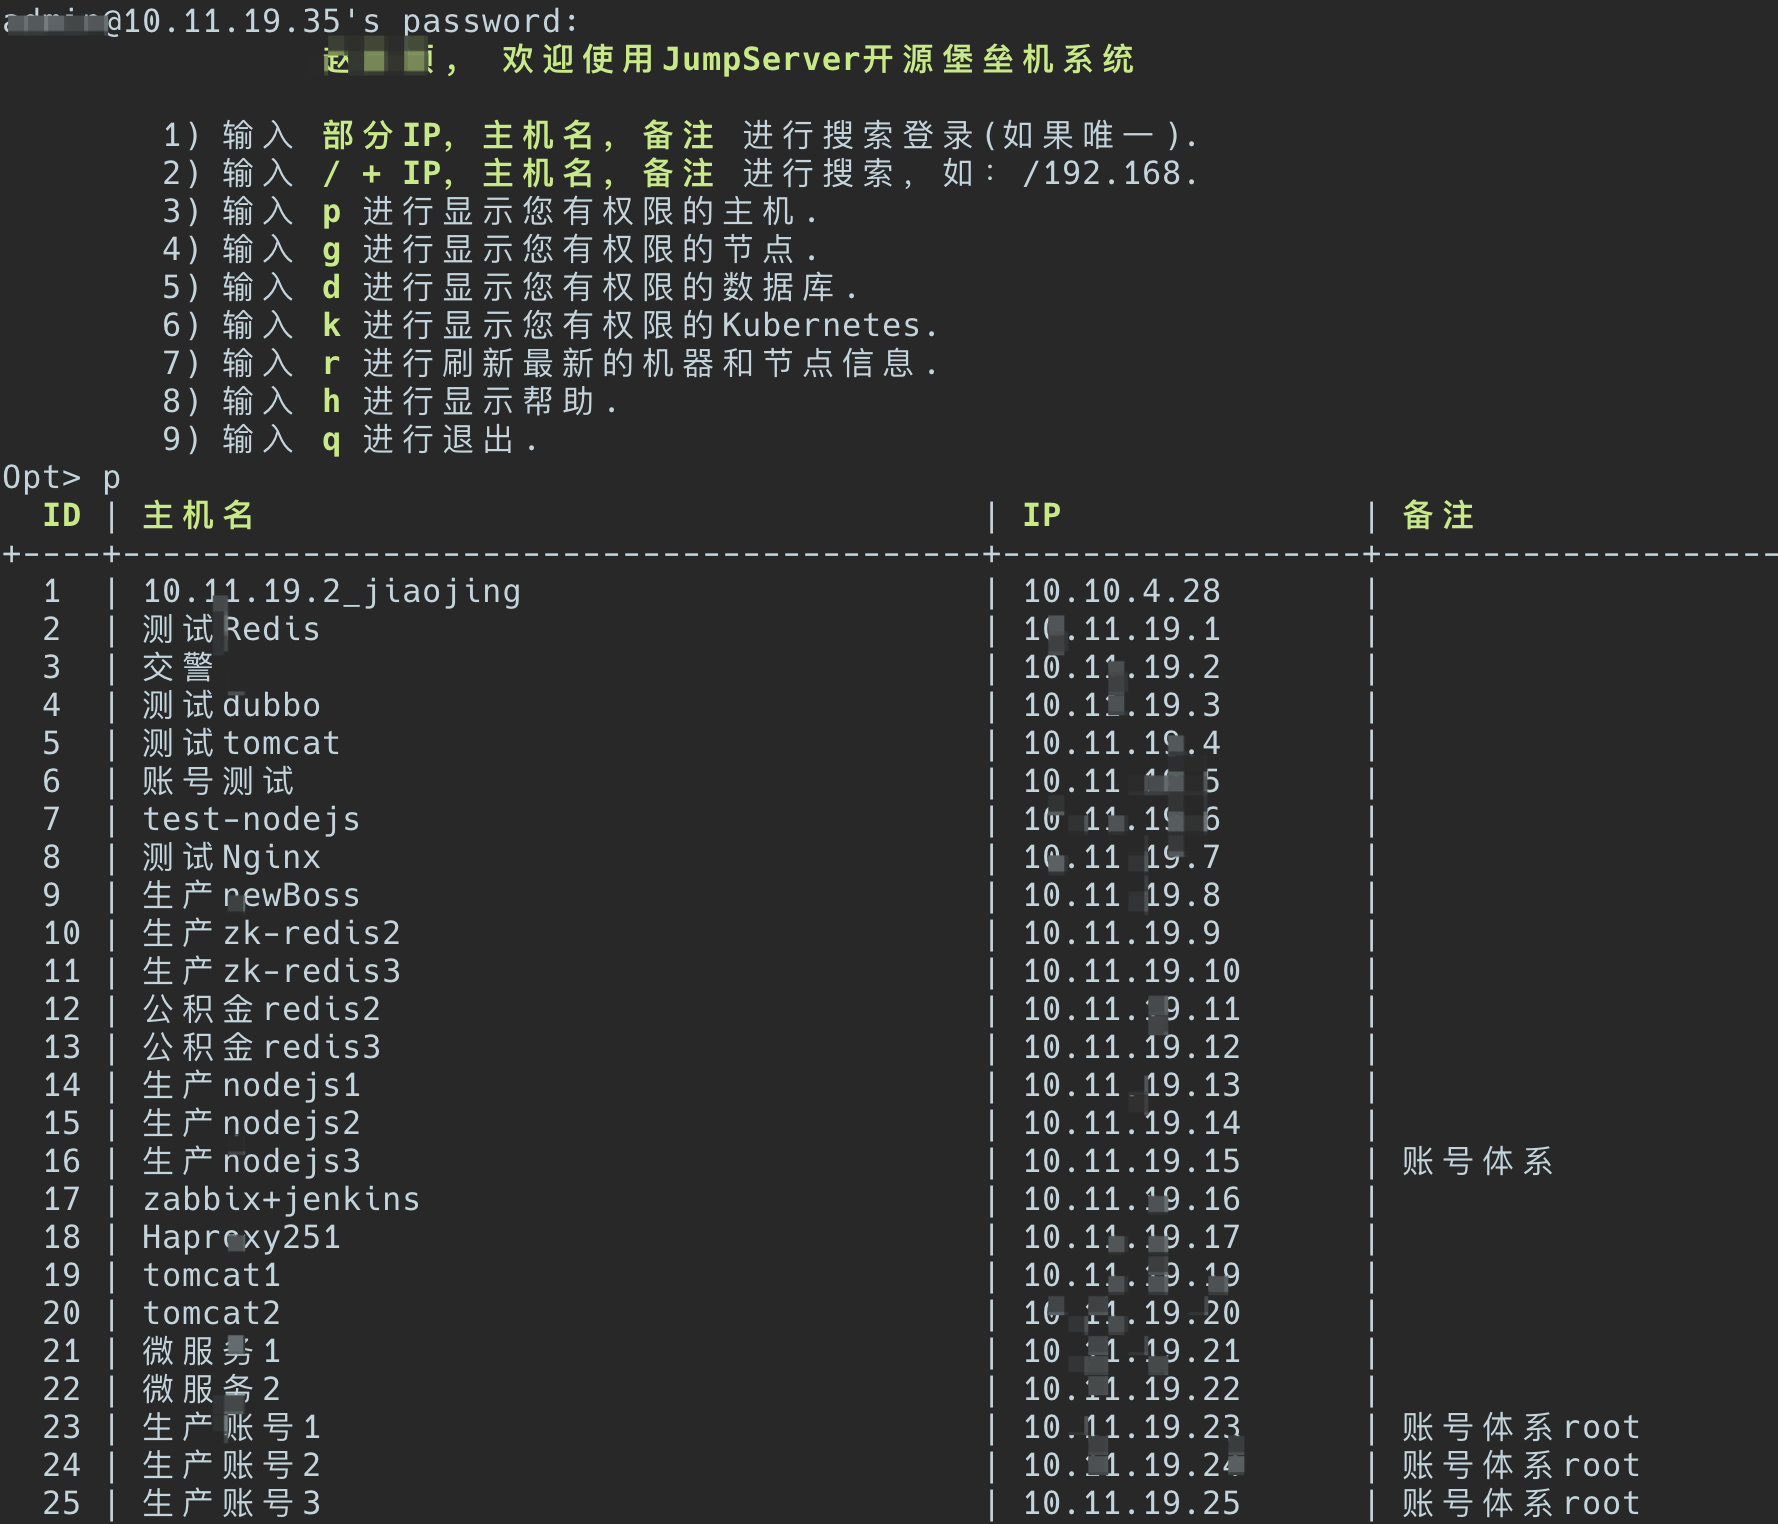 @10.11.19.35's password:
， 欢迎使用JumpServer开源堡垒机系统
1) 输入 部分IP，主机名，备注 进行搜索登录(如果唯一).
2) 输入 / + IP，主机名，备注 进行搜索，如：/192.168.
3) 输入 p 进行显示您有权限的主机.
4) 输入 g 进行显示您有权限的节点.
5) 输入 d 进行显示您有权限的数据库.
6) 输入 k 进行显示您有权限的Kubernetes.
7) 输入 r 进行刷新最新的机器和节点信息.
8) 输入 h 进行显示帮助.
9) 输入 q 进行退出.
Opt> p
ID | 主机名 | IP | 备注
+----+-------------------------------------------+------------------+--------------------
1 | 10.11.19.2_jiaojing | 10.10.4.28 |
2 | 测试Redis | 10.11.19.1 |
3 | 交警 | 10.11.19.2 |
4 | 测试dubbo | 10.11.19.3 |
5 | 测试tomcat | 10.11.19.4 |
6 | 账号测试 | 10.11.19.5 |
7 | test-nodejs | 10.11.19.6 |
8 | 测试Nginx | 10.11.19.7 |
9 | 生产newBoss | 10.11.19.8 |
10 | 生产zk-redis2 | 10.11.19.9 |
11 | 生产zk-redis3 | 10.11.19.10 |
12 | 公积金redis2 | 10.11.19.11 |
13 | 公积金redis3 | 10.11.19.12 |
14 | 生产nodejs1 | 10.11.19.13 |
15 | 生产nodejs2 | 10.11.19.14 |
16 | 生产nodejs3 | 10.11.19.15 | 账号体系
17 | zabbix+jenkins | 10.11.19.16 |
18 | Haproxy251 | 10.11.19.17 |
19 | tomcat1 | 10.11.19.19 |
20 | tomcat2 | 10.11.19.20 |
21 | 微服务1 | 10.11.19.21 |
22 | 微服务2 | 10.11.19.22 |
23 | 生产账号1 | 10.11.19.23 | 账号体系root
24 | 生产账号2 | 10.11.19.24 | 账号体系root
25 | 生产账号3 | 10.11.19.25 | 账号体系root